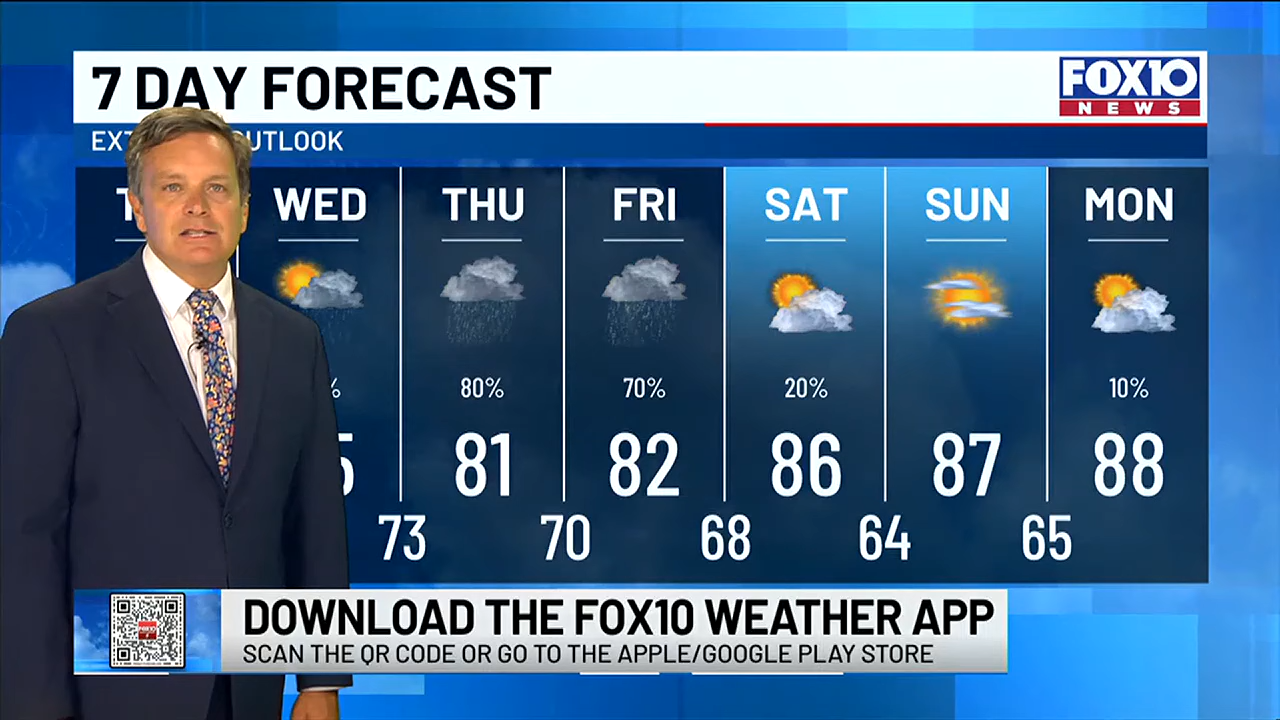 7 DAY FORECAST
FOX10
NEWS
EXT UTLOOK
T WED THU FRI SAT SUN MON
% 80% 70% 20% 10%
5 81 82 86 87 88
73 70 68 64 65
DOWNLOAD THE FOX10 WEATHER APP
SCAN THE QR CODE OR GO TO THE APPLE/GOOGLE PLAY STORE